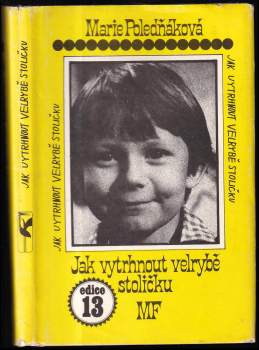 JAK VYTRHNOUT VELRYBĚ STOLIČKU
JAK VYTRHNOUT VELRYBĚ STOLIČKU
Marie Poledňáková
JAK VYTRHNOUT VELRYBĚ STOLIČKU
Jak vytrhnout velrybě
stoličku
edice
13
MF